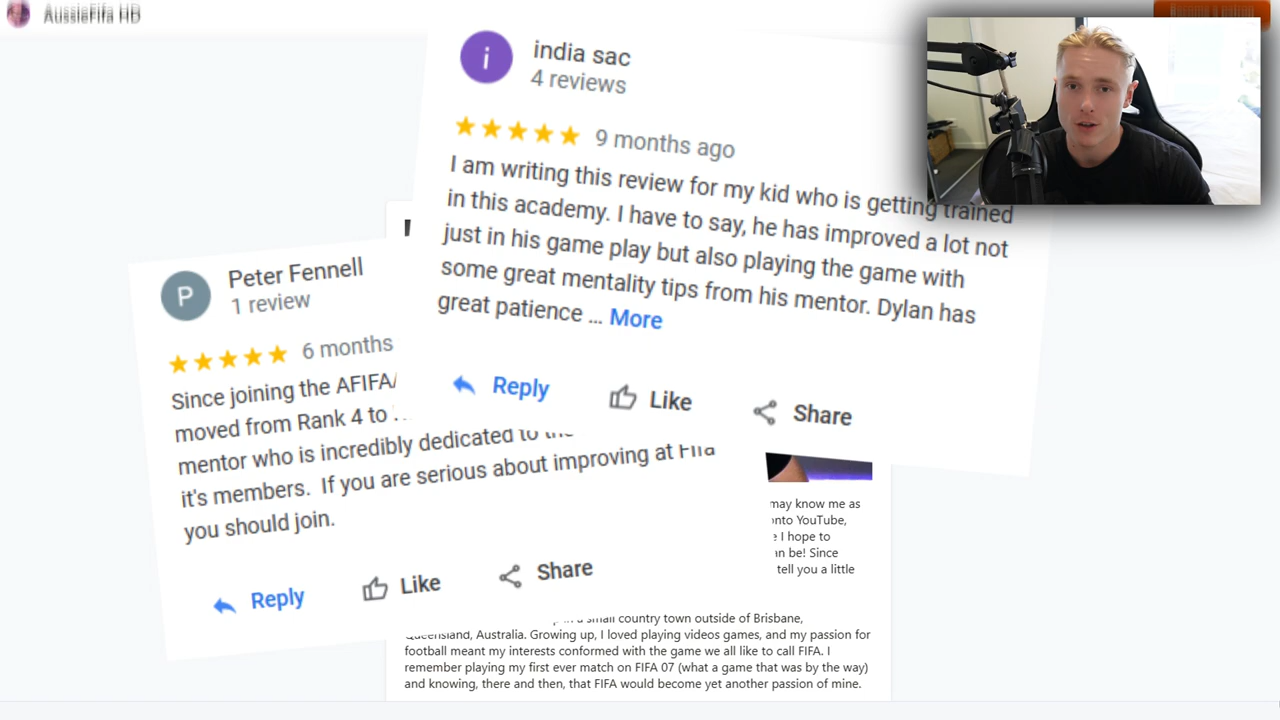 AussieFifa HD
india sac
4 reviews
9 months ago
I am writing this review for my kid who is getting trained
in this academy. I have to say, he has improved a lot not
just in his game play but also playing the game with
some great mentality tips from his mentor. Dylan has
great patience ... More
Reply Like Share
Peter Fennell
1 review
6 months
Since joining the AFIFA
moved from Rank 4 to
mentor who is incredibly dedicated to
it's members. If you are serious about improving at Fifa
you should join.
Reply Like Share
may know me as
onto YouTube,
I hope to
be! Since
tell you a little
a small country town outside of Brisbane,
Queensland, Australia. Growing up, I loved playing videos games, and my passion for
football meant my interests conformed with the game we all like to call FIFA. I
remember playing my first ever match on FIFA 07 (what a game that was by the way)
and knowing, there and then, that FIFA would become yet another passion of mine.